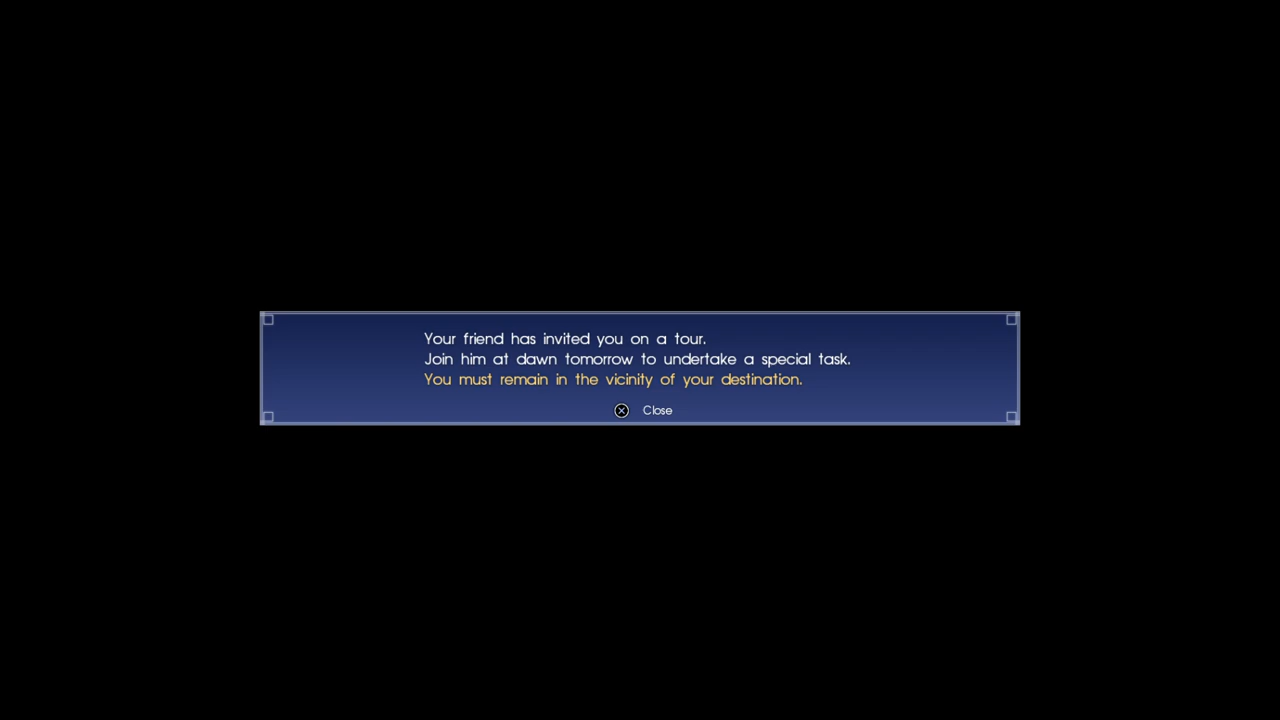 Your friend has invited you on a tour.
Join him at dawn tomorrow to undertake a special task.
You must remain in the vicinity of your destination.
Close